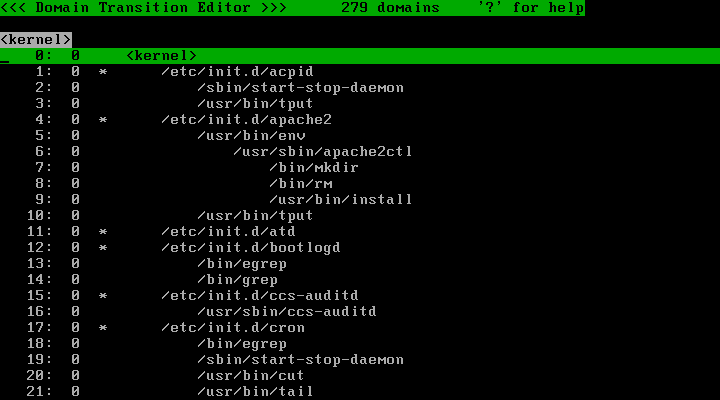 <<< Domain Transition Editor >>>      279 domains    '?' for help
<kernel>
0:  0     <kernel>
1:  0  *      /etc/init.d/acpid
2:  0             /sbin/start-stop-daemon
3:  0             /usr/bin/tput
4:  0  *      /etc/init.d/apache2
5:  0             /usr/bin/env
6:  0                 /usr/sbin/apache2ctl
7:  0                     /bin/mkdir
8:  0                     /bin/rm
9:  0                     /usr/bin/install
10:  0             /usr/bin/tput
11:  0  *      /etc/init.d/atd
12:  0  *      /etc/init.d/bootlogd
13:  0             /bin/egrep
14:  0             /bin/grep
15:  0  *      /etc/init.d/ccs-auditd
16:  0             /usr/sbin/ccs-auditd
17:  0  *      /etc/init.d/cron
18:  0             /bin/egrep
19:  0             /sbin/start-stop-daemon
20:  0             /usr/bin/cut
21:  0             /usr/bin/tail